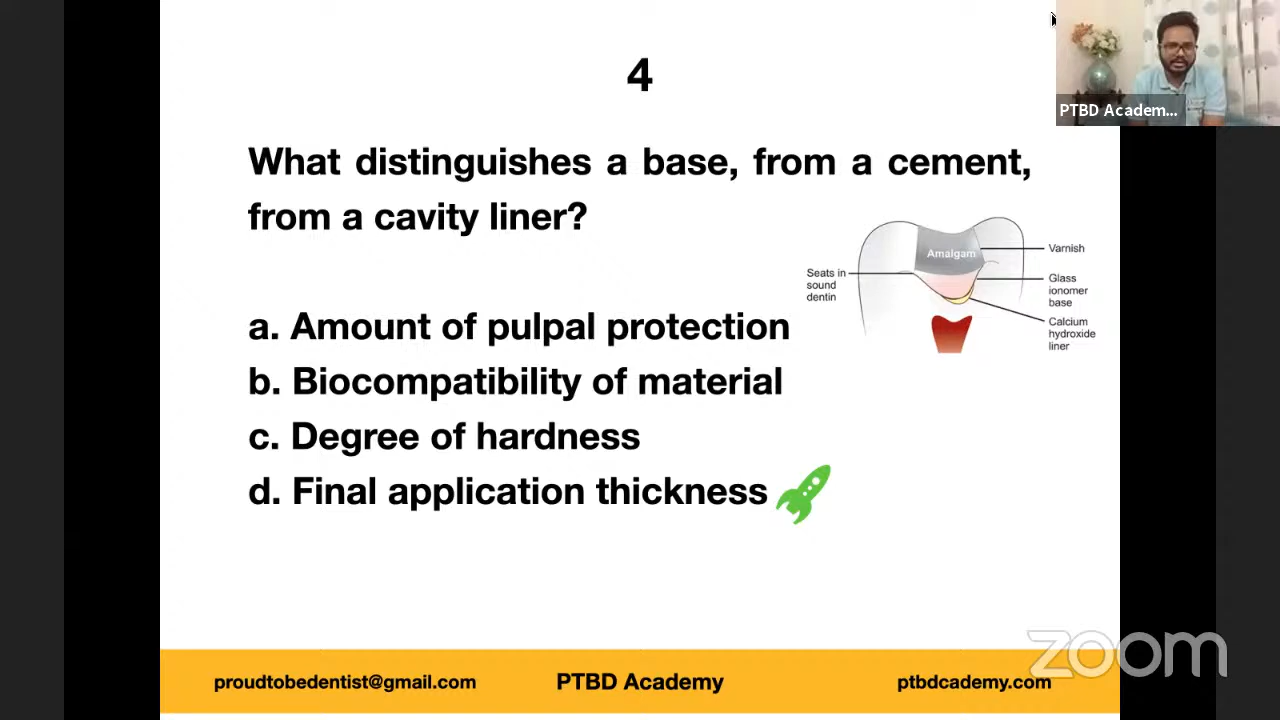 4
What distinguishes a base, from a cement,
from a cavity liner?
a. Amount of pulpal protection
b. Biocompatibility of material
c. Degree of hardness
d. Final application thickness
Amalgam
Varnish
Seats in
sound
dentin
Glass
ionomer
base
Calcium
hydroxide
liner
PTBD Academ...
proudtobedentist@gmail.com
PTBD Academy
ptbdcademy.com
zoom